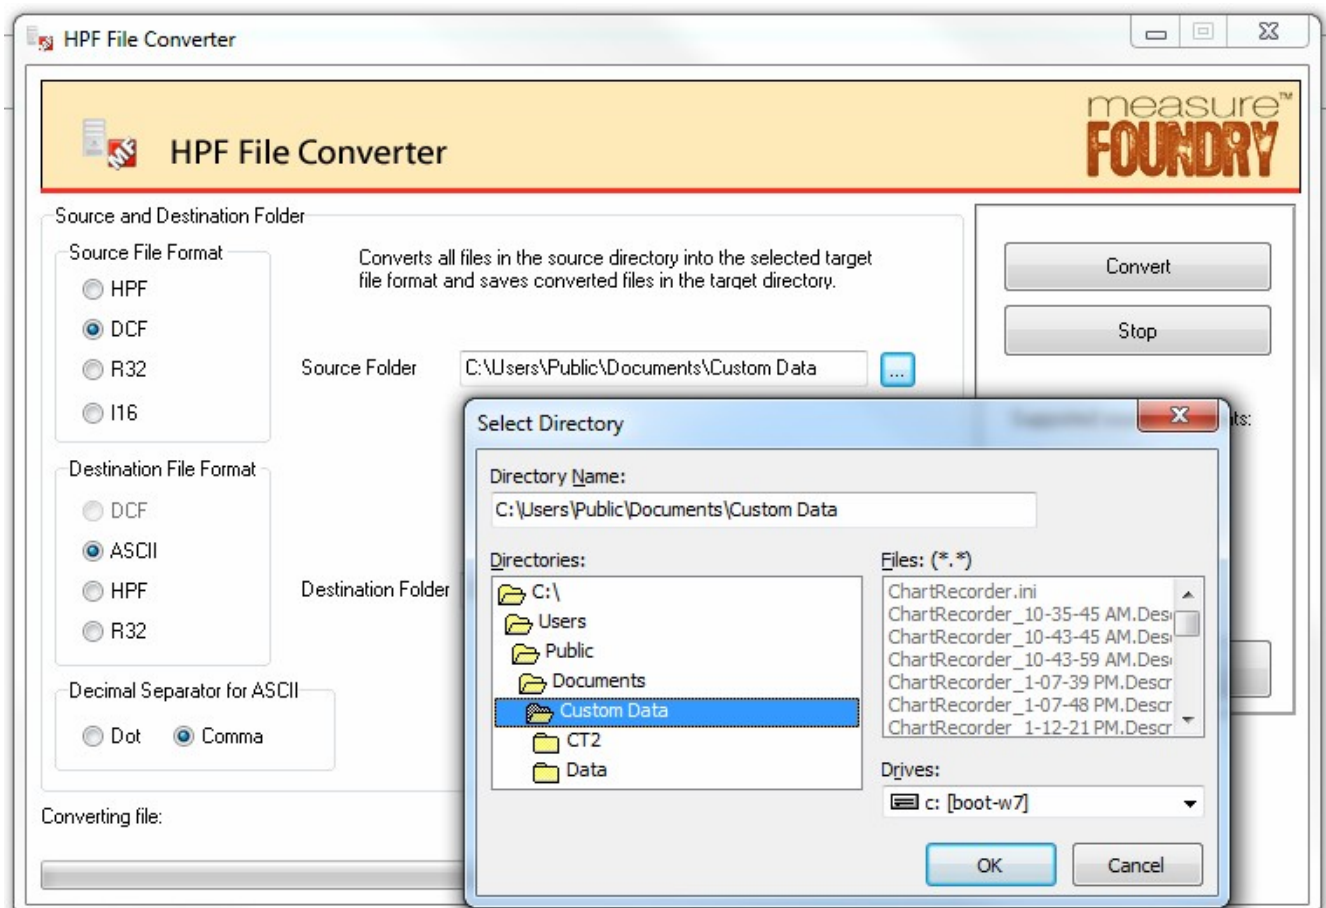 HPF File Converter
measure™
FOUNDRY
MF
HPF File Converter
Source and Destination Folder
Source File Format
HPF
DCF
R32
I16
Converts all files in the source directory into the selected target
file format and saves converted files in the target directory.
Source Folder
C:\Users\Public\Documents\Custom Data
...
Convert
Stop
Destination File Format
DCF
ASCII
HPF
R32
Destination Folder
Decimal Separator for ASCII
Dot
Comma
Converting file:
Select Directory
Directory Name:
C:\Users\Public\Documents\Custom Data
Directories:
C:\
Users
Public
Documents
Custom Data
CT2
Data
Files: (*.*)
ChartRecorder.ini
ChartRecorder_10-35-45 AM.Desc
ChartRecorder_10-43-45 AM.Des
ChartRecorder_10-43-59 AM.Des
ChartRecorder_1-07-39 PM.Descr
ChartRecorder_1-07-48 PM.Descr
ChartRecorder_1-12-21 PM.Descr
Drives:
c: [boot-w7]
OK
Cancel